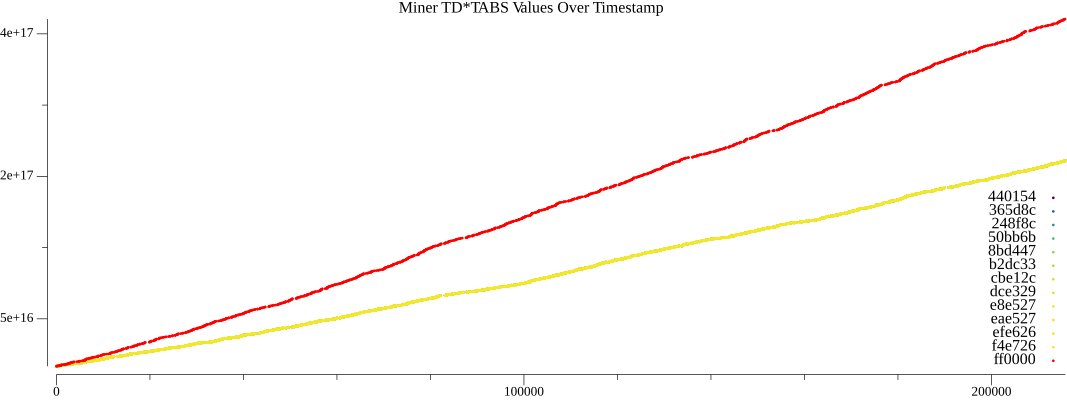 Miner TD*TABS Values Over Timestamp
4e+17
2e+17
5e+16
440154
365d8c
248f8c
50bb6b
8bd447
b2dc33
cbe12c
dce329
e8e527
eae527
efe626
f4e726
ff0000
0
100000
200000